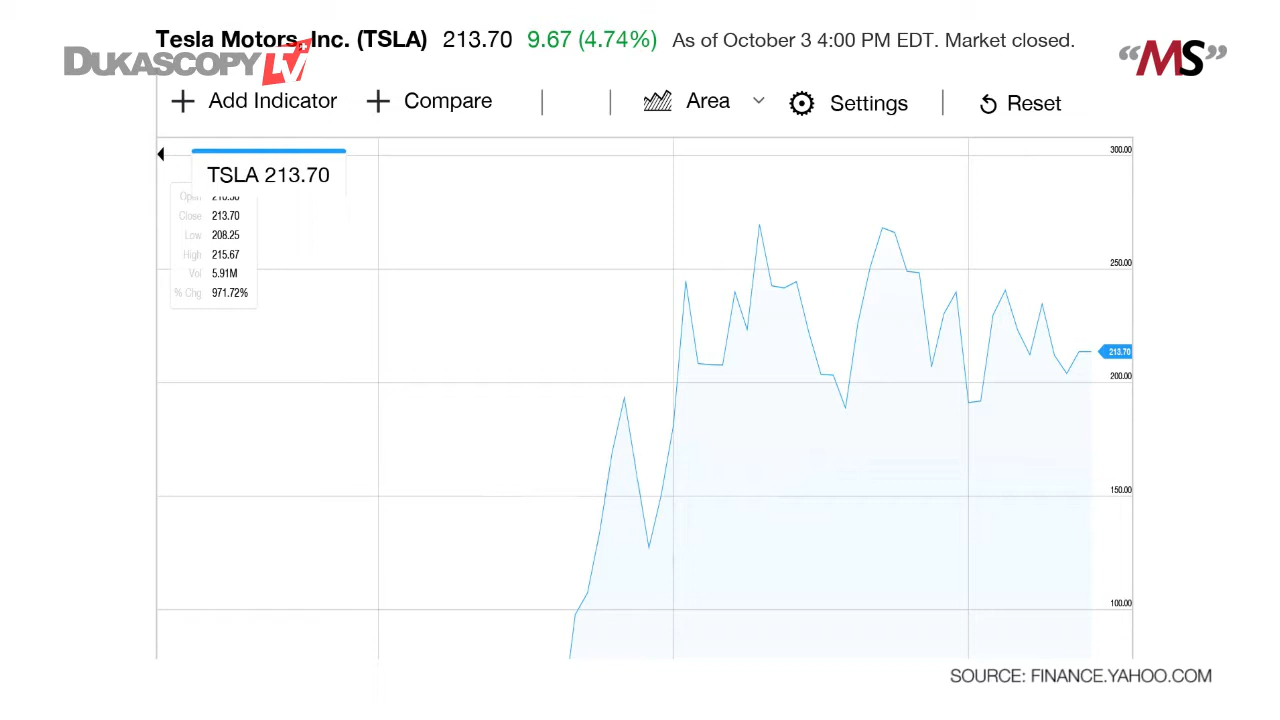 Tesla Motors, Inc. (TSLA) 213.70 9.67 (4.74%) As of October 3 4:00 PM EDT. Market closed.
DUKASCOPY TV
“MS”
Add Indicator Compare Area Settings Reset
300.00
TSLA 213.70
Open
Close 213.70
Low 208.25
High 215.67
Vol 5.91M
% Chg 971.72%
250.00
213.70
200.00
150.00
100.00
SOURCE: FINANCE.YAHOO.COM